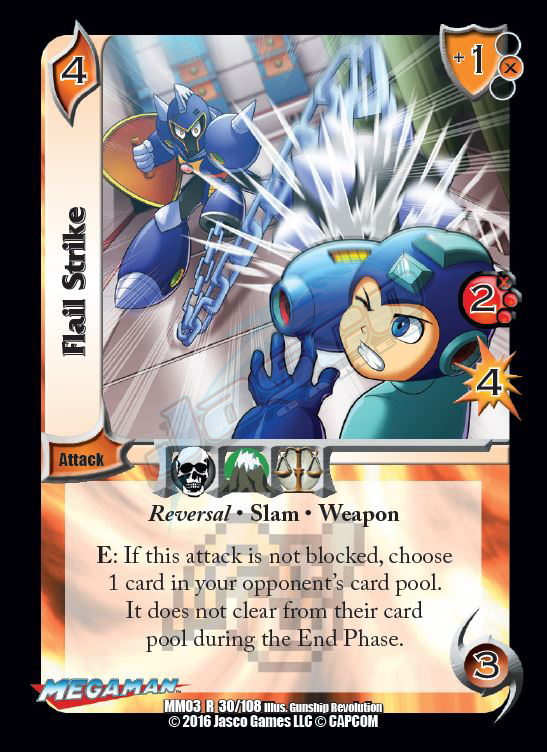 4
+1
Flail Strike
2
4
Attack
Reversal • Slam • Weapon
E: If this attack is not blocked, choose
1 card in your opponent's card pool.
It does not clear from their card
pool during the End Phase.
3
MEGAMAN™
MM03 R 30/108 Illus. Gunship Revolution
© 2016 Jasco Games LLC © CAPCOM